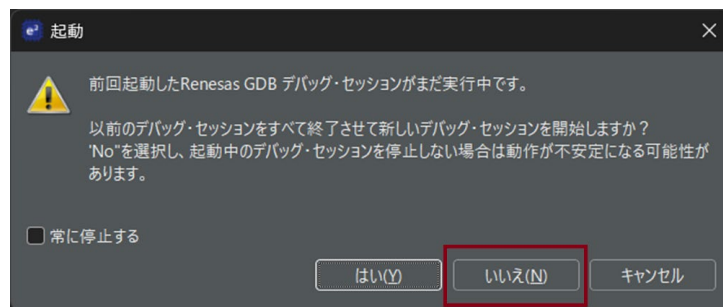 e² 起動
前回起動したRenesas GDB デバッグ・セッションがまだ実行中です。
以前のデバッグ・セッションをすべて終了させて新しいデバッグ・セッションを開始しますか？
'No"を選択し、起動中のデバッグ・セッションを停止しない場合は動作が不安定になる可能性が
あります。
常に停止する
はい(Y)
いいえ(N)
キャンセル